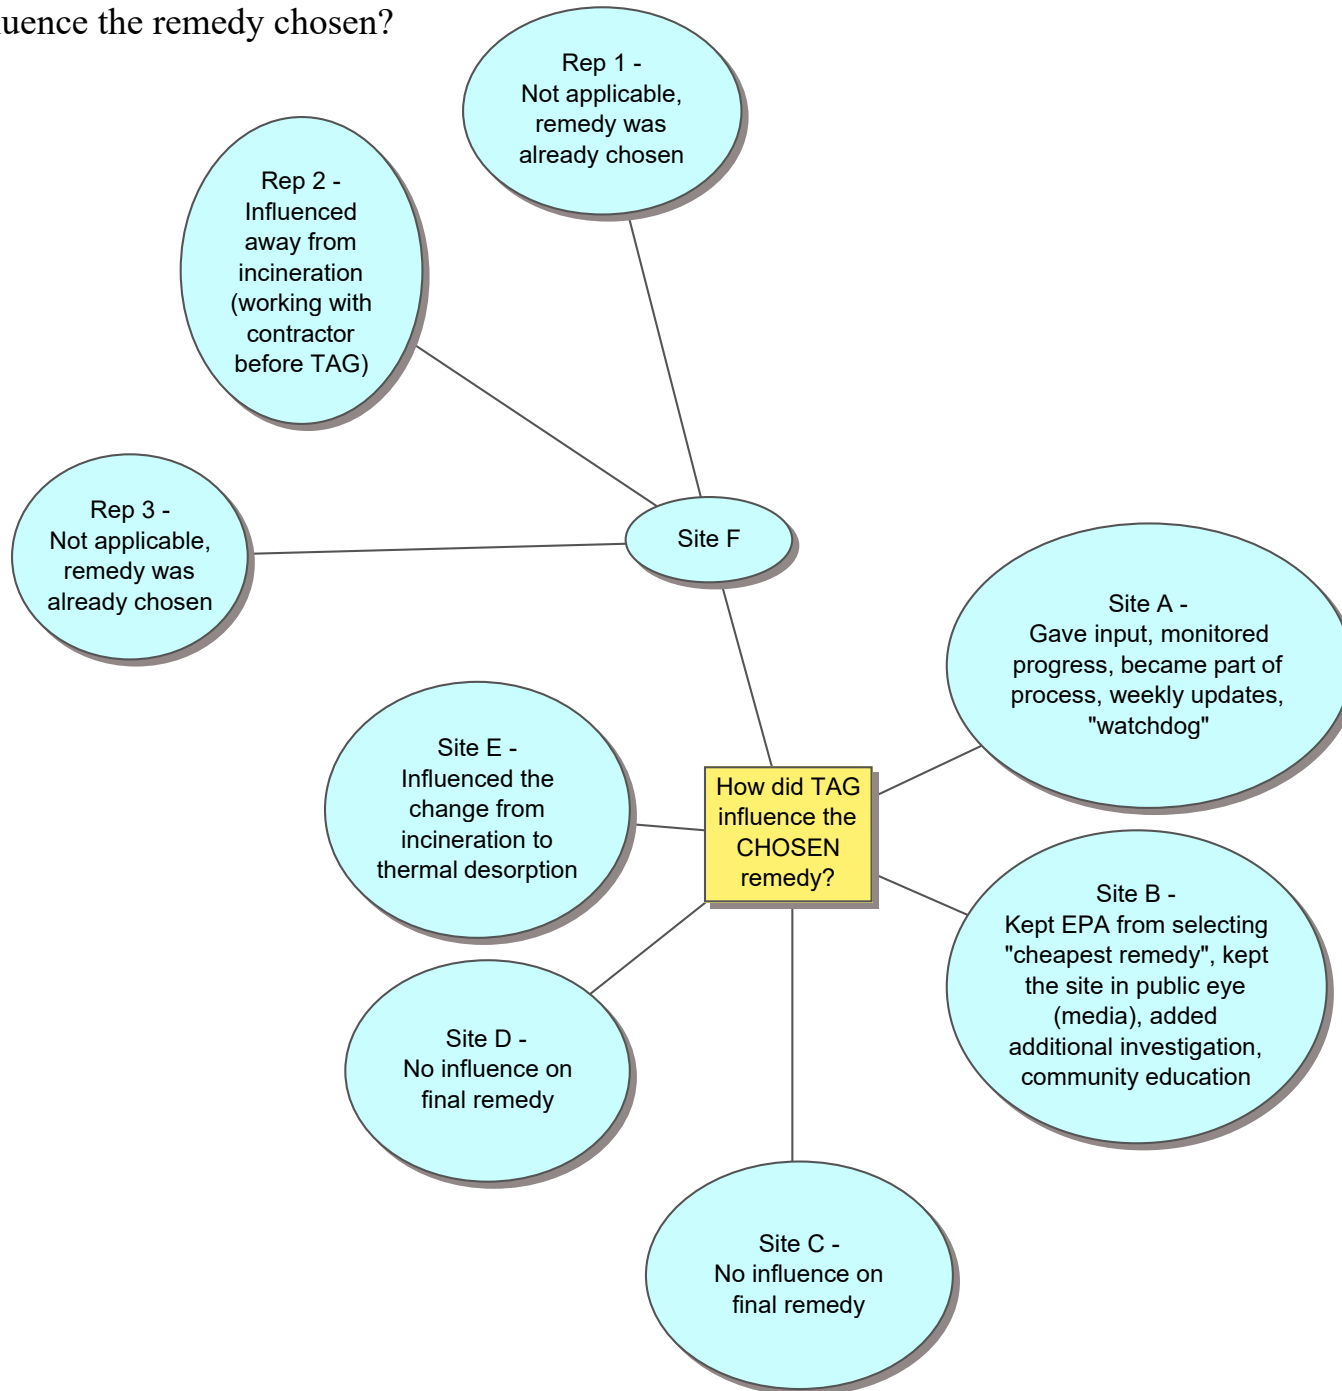 influence the remedy chosen?
Rep 1 -
Not applicable,
remedy was
already chosen
Rep 2 -
Influenced
away from
incineration
(working with
contractor
before TAG)
Rep 3 -
Not applicable,
remedy was
already chosen
Site F
Site A -
Gave input, monitored
progress, became part of
process, weekly updates,
"watchdog"
Site E -
Influenced the
change from
incineration to
thermal desorption
How did TAG
influence the
CHOSEN
remedy?
Site B -
Kept EPA from selecting
"cheapest remedy", kept
the site in public eye
(media), added
additional investigation,
community education
Site D -
No influence on
final remedy
Site C -
No influence on
final remedy